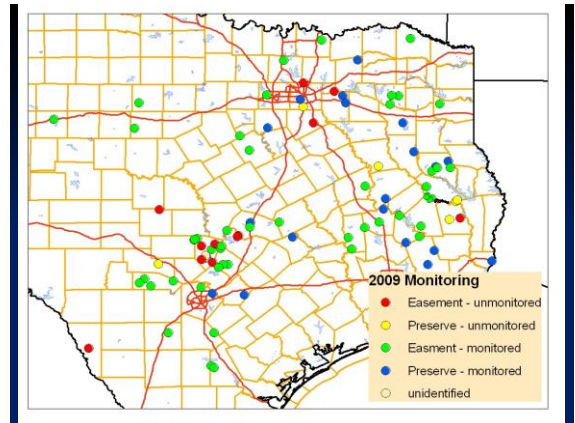 2009 Monitoring
Easement - unmonitored
Preserve - unmonitored
Easment - monitored
Preserve - monitored
unidentified